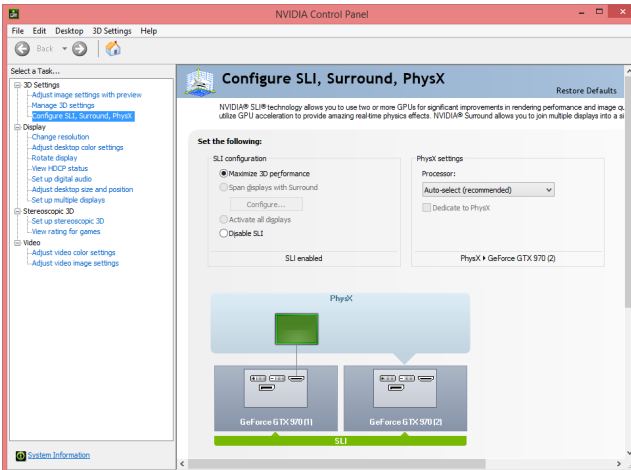 NVIDIA Control Panel
File Edit Desktop 3D Settings Help
Back
Select a Task...
3D Settings
Adjust image settings with preview
Manage 3D settings
Configure SLI, Surround, PhysX
Display
Change resolution
Adjust desktop color settings
Rotate display
View HDCP status
Set up digital audio
Adjust desktop size and position
Set up multiple displays
Stereoscopic 3D
Set up stereoscopic 3D
View rating for games
Video
Adjust video color settings
Adjust video image settings
System Information
Configure SLI, Surround, PhysX
Restore Defaults
NVIDIA® SLI® technology allows you to use two or more GPUs for significant improvements in rendering performance and image qu
utilize GPU acceleration to provide amazing real-time physics effects. NVIDIA® Surround allows you to join multiple displays into a si
Set the following:
SLI configuration
Maximize 3D performance
Span displays with Surround
Configure...
Activate all displays
Disable SLI
SLI enabled
PhysX settings
Processor:
Auto-select (recommended)
Dedicate to PhysX
PhysX ▸ GeForce GTX 970 (2)
PhysX
GeForce GTX 970 (1)
GeForce GTX 970 (2)
SLI